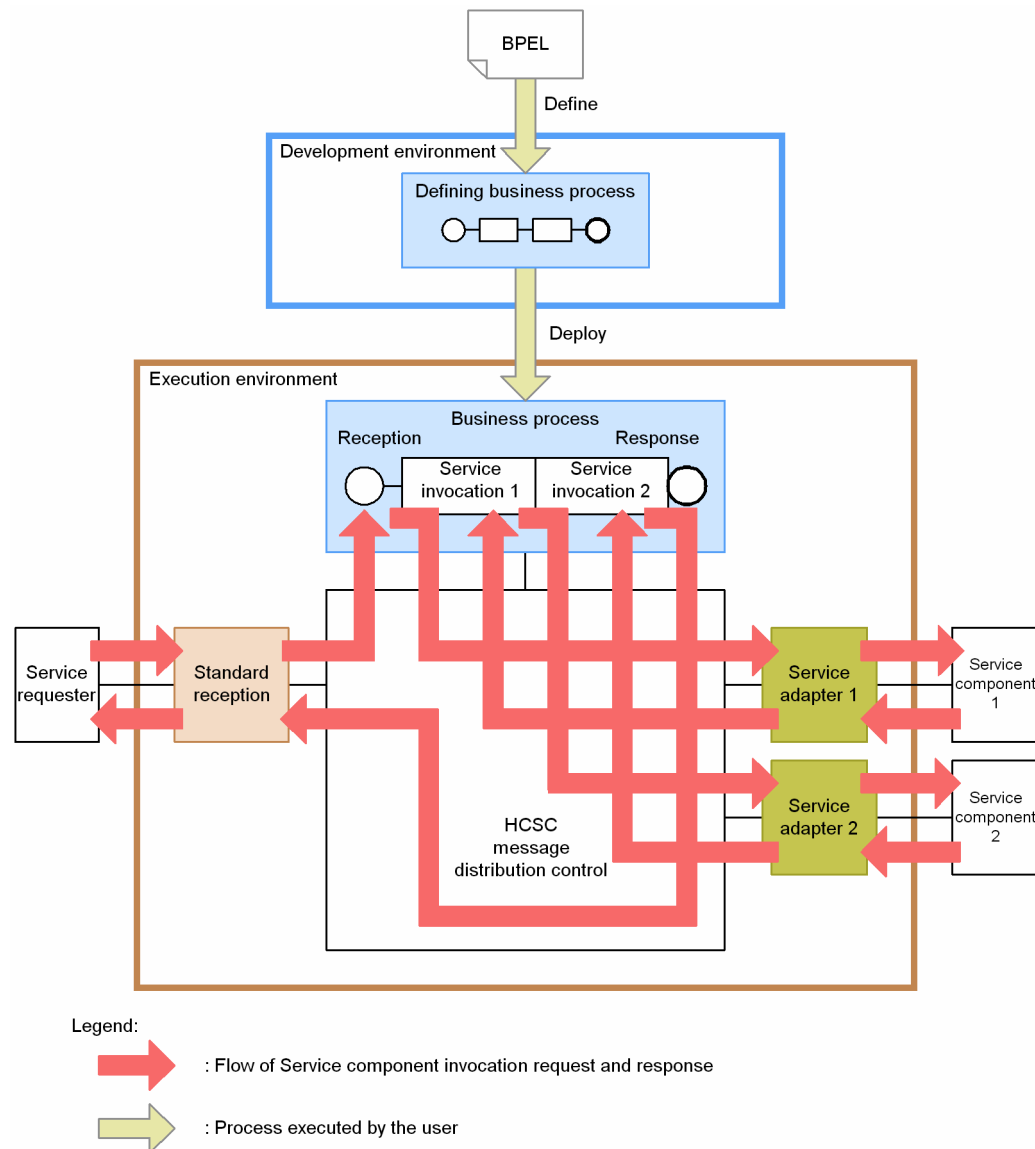 BPEL
Define
Development environment
Defining business process
Deploy
Execution environment
Business process
Reception
Response
Service
invocation 1
Service
invocation 2
Service
requester
Standard
reception
Service
adapter 1
Service
component
1
Service
adapter 2
Service
component
2
HCSC
message
distribution control
Legend:
: Flow of Service component invocation request and response
: Process executed by the user